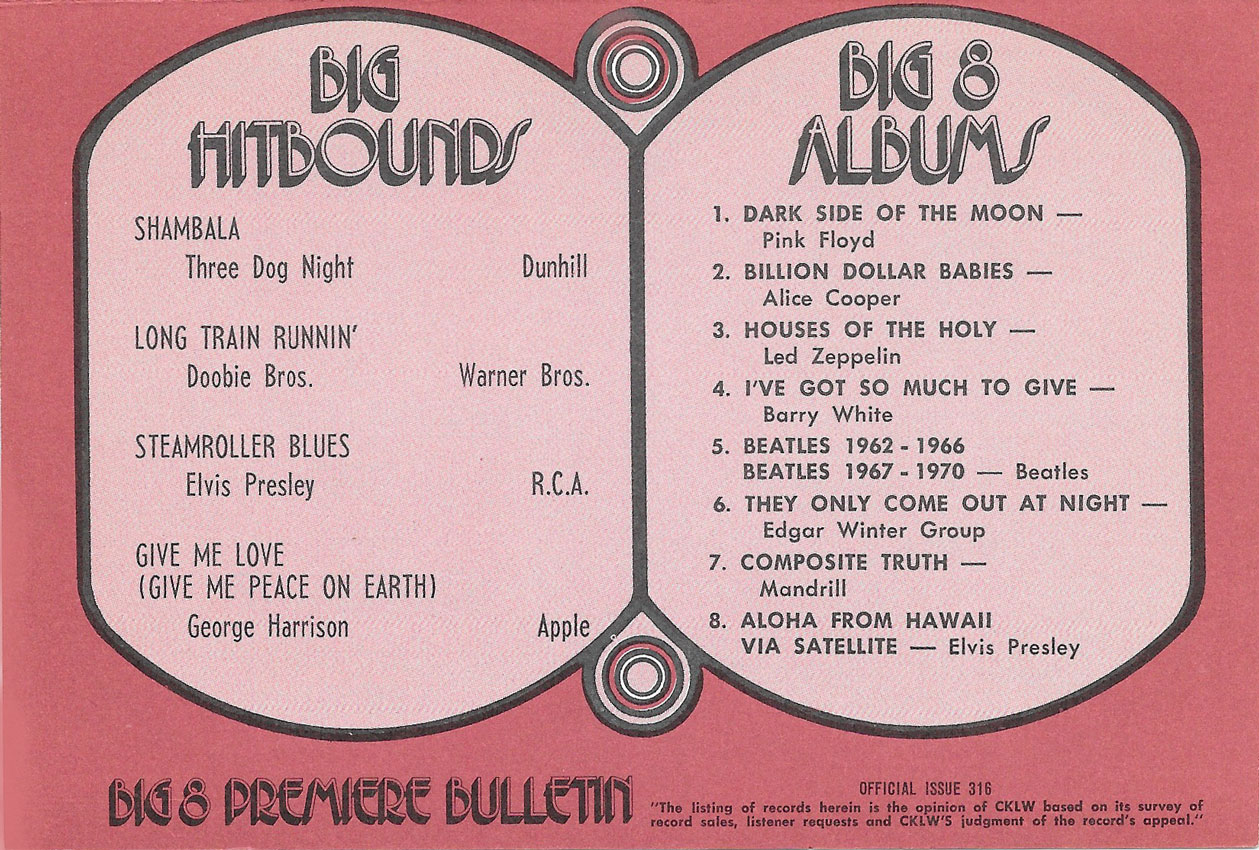 BIG
HITBOUNDS
SHAMBALA
Three Dog Night Dunhill
LONG TRAIN RUNNIN'
Doobie Bros. Warner Bros.
STEAMROLLER BLUES
Elvis Presley R.C.A.
GIVE ME LOVE
(GIVE ME PEACE ON EARTH)
George Harrison Apple
BIG 8
ALBUMS
1. DARK SIDE OF THE MOON —
Pink Floyd
2. BILLION DOLLAR BABIES —
Alice Cooper
3. HOUSES OF THE HOLY —
Led Zeppelin
4. I'VE GOT SO MUCH TO GIVE —
Barry White
5. BEATLES 1962 - 1966
BEATLES 1967 - 1970 — Beatles
6. THEY ONLY COME OUT AT NIGHT —
Edgar Winter Group
7. COMPOSITE TRUTH —
Mandrill
8. ALOHA FROM HAWAII
VIA SATELLITE — Elvis Presley
BIG 8 PREMIERE BULLETIN
OFFICIAL ISSUE 316
"The listing of records herein is the opinion of CKLW based on its survey of
record sales, listener requests and CKLW'S judgment of the record's appeal."